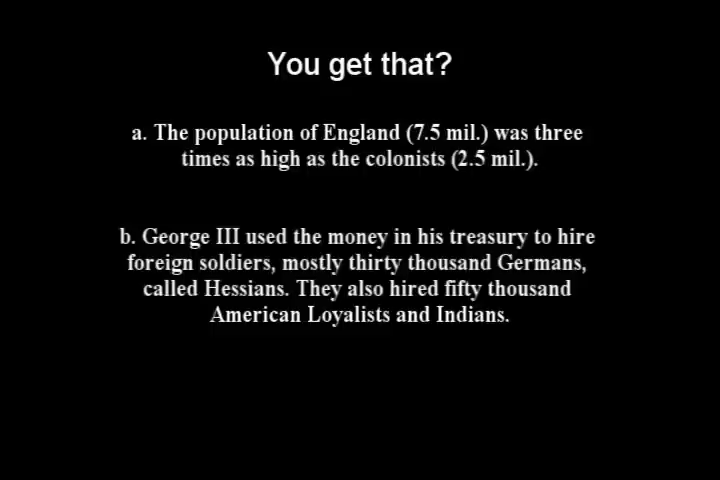 You get that?
a. The population of England (7.5 mil.) was three
times as high as the colonists (2.5 mil.).
b. George III used the money in his treasury to hire
foreign soldiers, mostly thirty thousand Germans,
called Hessians. They also hired fifty thousand
American Loyalists and Indians.